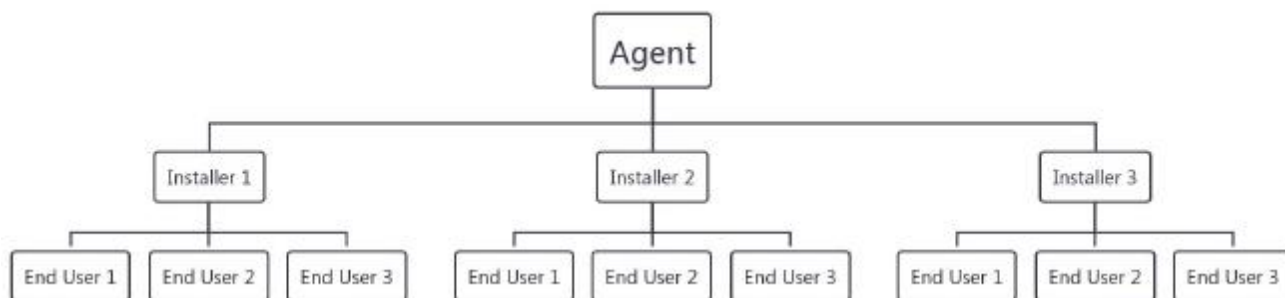 Agent
Installer 1
Installer 2
Installer 3
End User 1
End User 2
End User 3
End User 1
End User 2
End User 3
End User 1
End User 2
End User 3